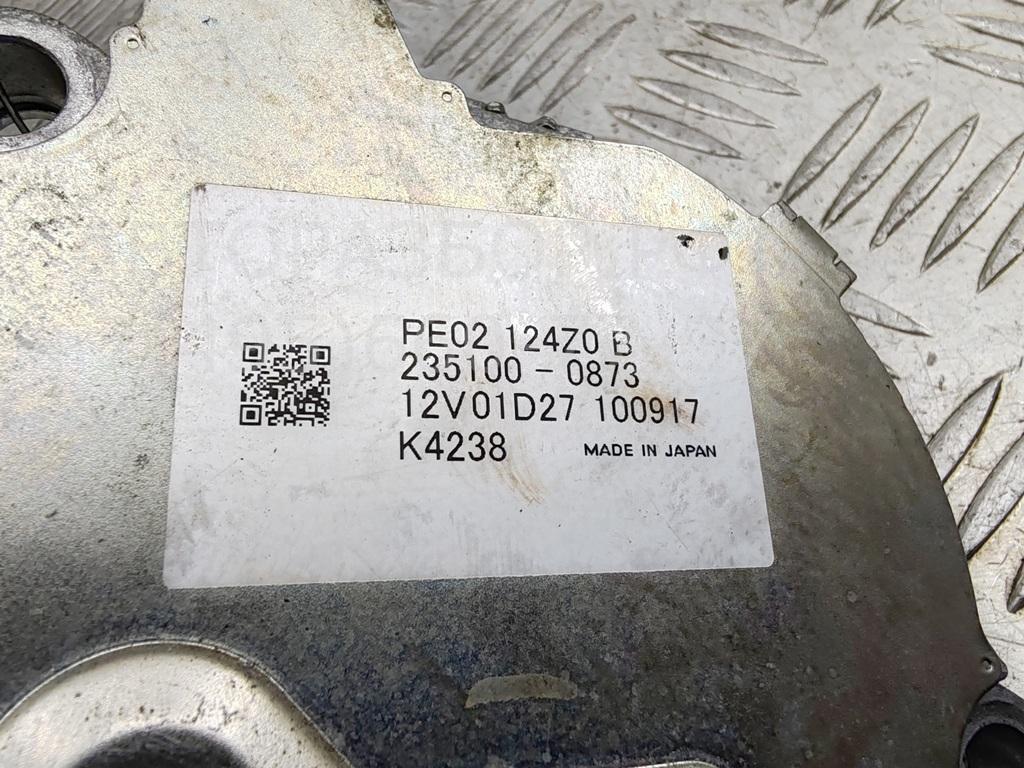 PE02 124Z0 B
235100 - 0873
12V01D27 100917
K4238 MADE IN JAPAN